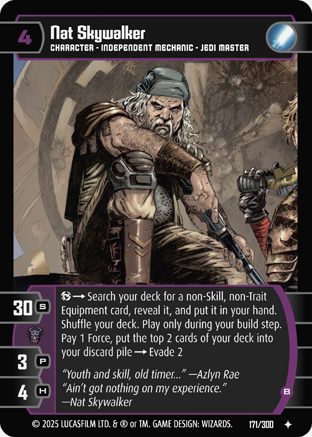 4
Nat Skywalker
CHARACTER • INDEPENDENT MECHANIC • JEDI MASTER
30 S
3 P
4 H
→ Search your deck for a non-Skill, non-Trait
Equipment card, reveal it, and put it in your hand.
Shuffle your deck. Play only during your build step.
Pay 1 Force, put the top 2 cards of your deck into
your discard pile → Evade 2
“Youth and skill, old timer...” —Azlyn Rae
“Ain’t got nothing on my experience.”
—Nat Skywalker
B
© 2025 LUCASFILM LTD. & ® or TM. GAME DESIGN: WIZARDS.
171/300